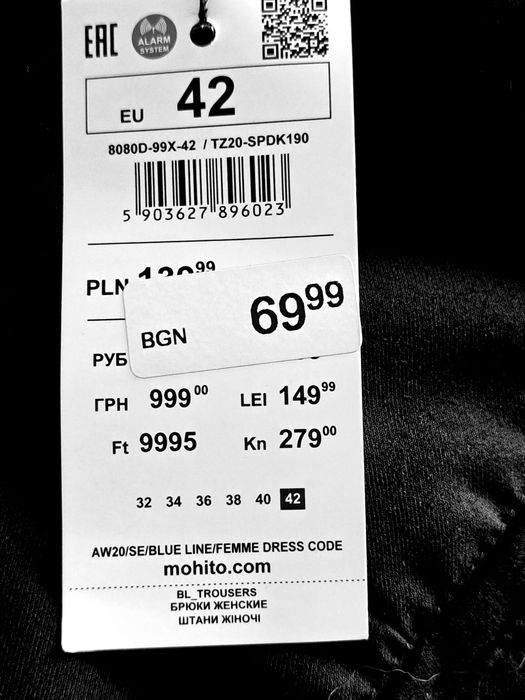 EAC
ALARM
SYSTEM
EU 42
8080D-99X-42 / TZ20-SPDK190
5 903627 896023
PLN
BGN 69⁹⁹
РУБ
ГРН 999⁰⁰ LEI 149⁹⁹
Ft 9995 Kn 279⁰⁰
32 34 36 38 40 42
AW20/SE/BLUE LINE/FEMME DRESS CODE
mohito.com
BL_TROUSERS
БРЮКИ ЖЕНСКИЕ
ШТАНИ ЖІНОЧІ